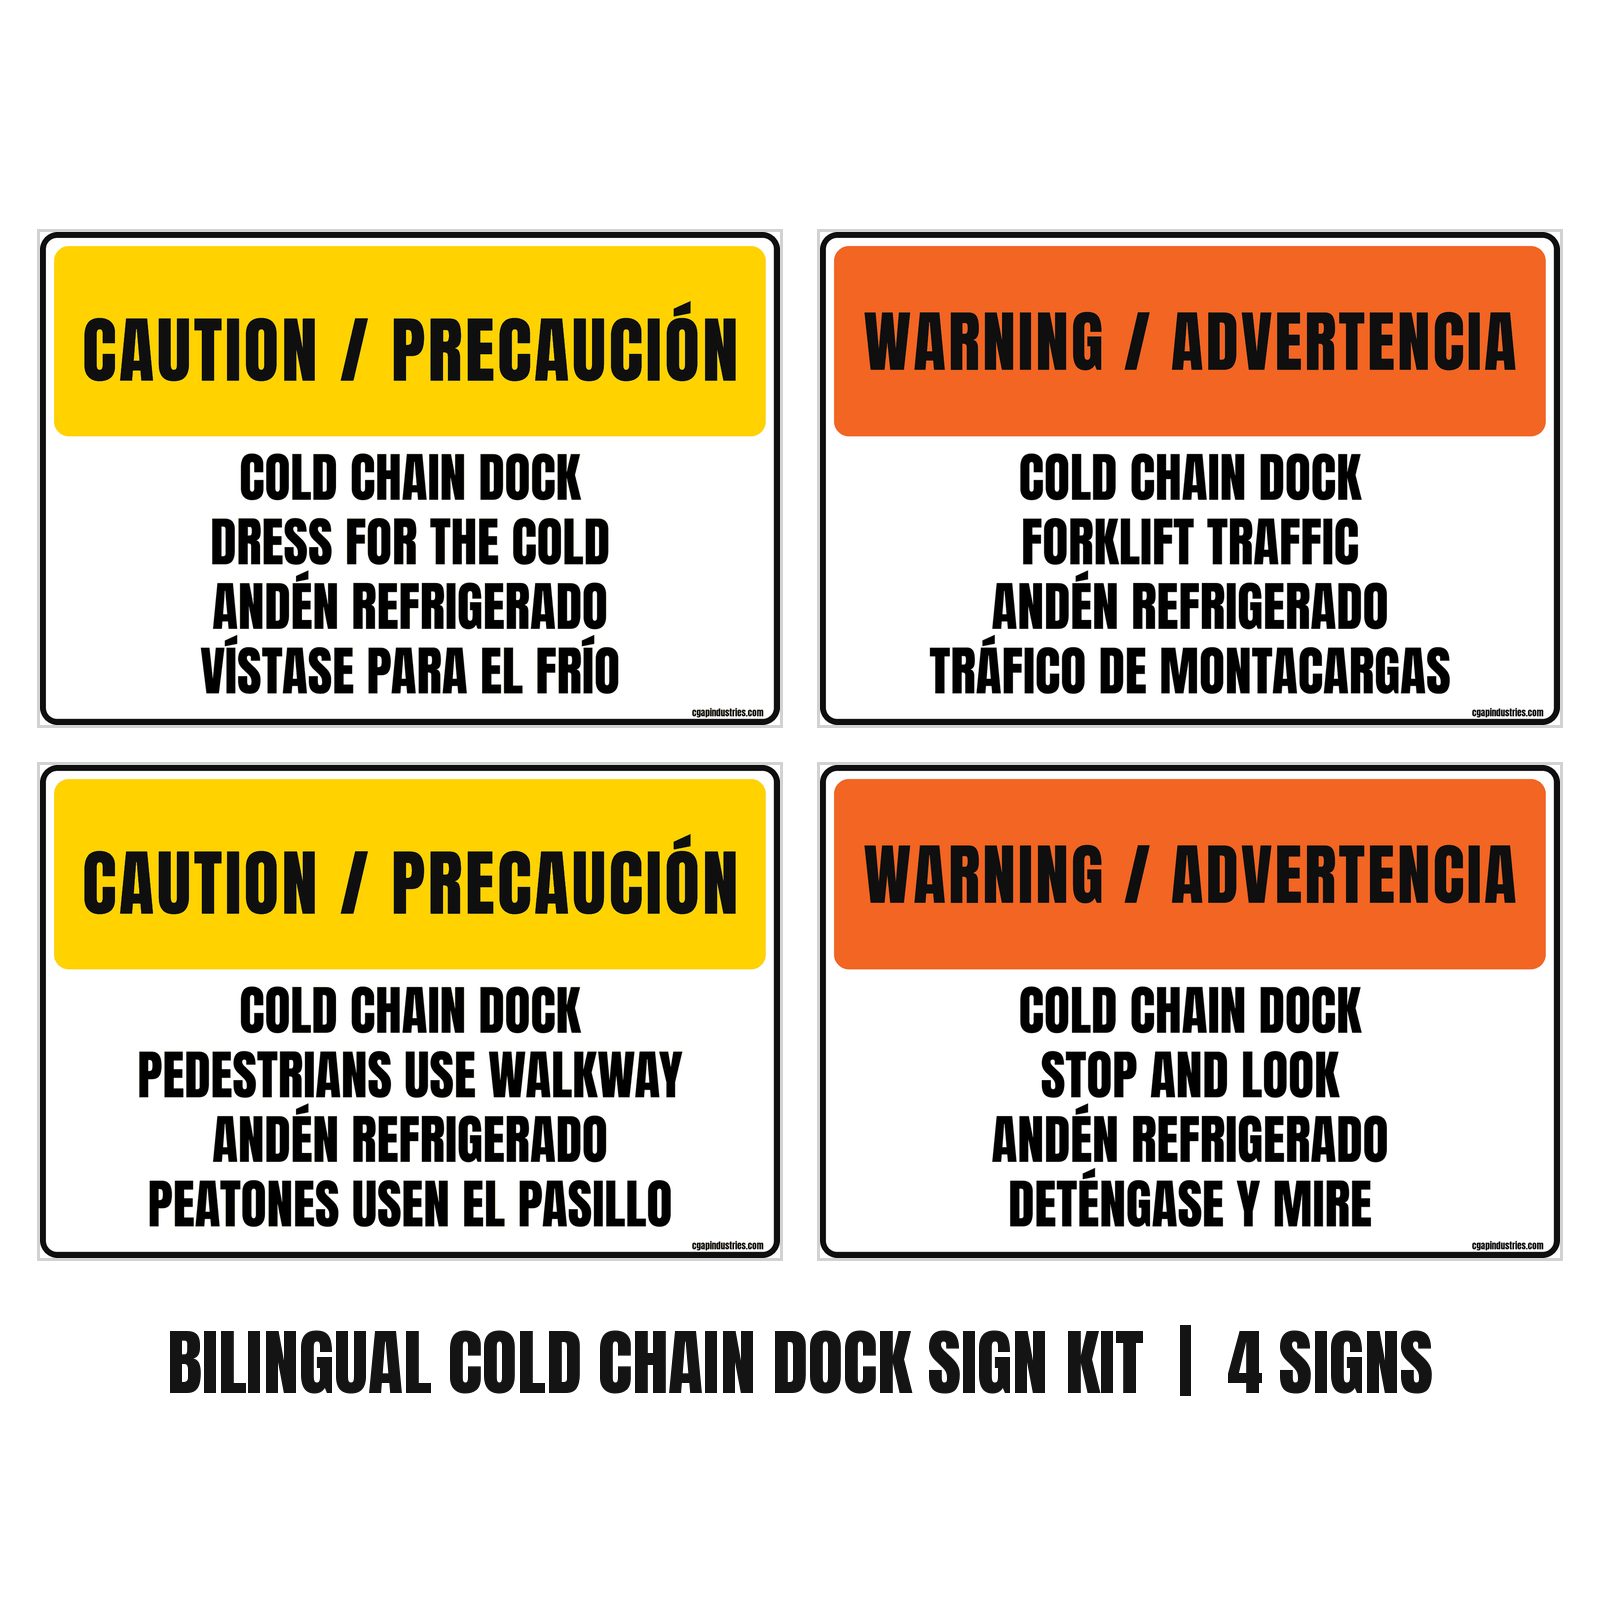 CAUTION / PRECAUCIÓN
COLD CHAIN DOCK
DRESS FOR THE COLD
ANDÉN REFRIGERADO
VÍSTASE PARA EL FRÍO
cgapindustries.com
WARNING / ADVERTENCIA
COLD CHAIN DOCK
FORKLIFT TRAFFIC
ANDÉN REFRIGERADO
TRÁFICO DE MONTACARGAS
cgapindustries.com
CAUTION / PRECAUCIÓN
COLD CHAIN DOCK
PEDESTRIANS USE WALKWAY
ANDÉN REFRIGERADO
PEATONES USEN EL PASILLO
cgapindustries.com
WARNING / ADVERTENCIA
COLD CHAIN DOCK
STOP AND LOOK
ANDÉN REFRIGERADO
DETÉNGASE Y MIRE
cgapindustries.com
BILINGUAL COLD CHAIN DOCK SIGN KIT | 4 SIGNS